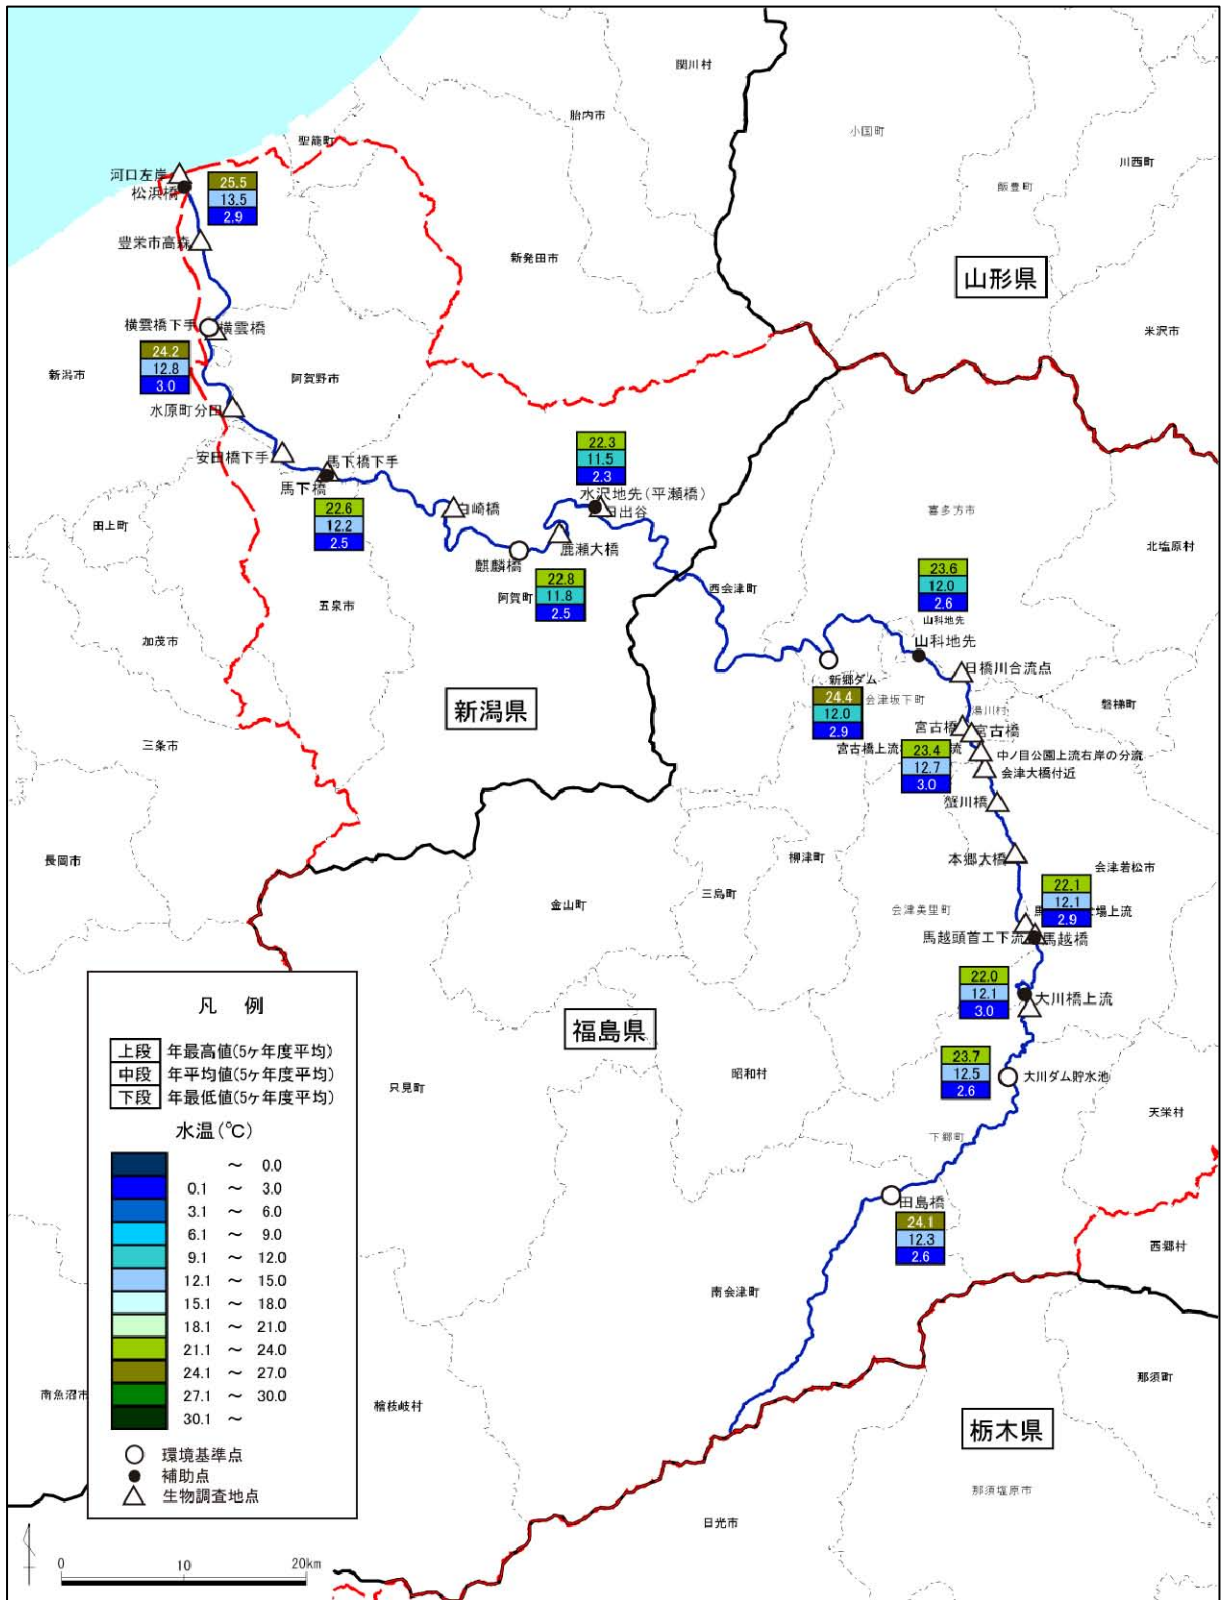 関川村
胎内市
小国町
聖籠町
川西町
飯豊町
河口左岸
松浜橋
25.5
13.5
2.9
豊栄市高森
新発田市
山形県
横雲橋下手
横雲橋
米沢市
24.2
12.8
3.0
新潟市
阿賀野市
水原町分田
安田橋下手
馬下橋下手
馬下橋
22.6
12.2
2.5
22.3
11.5
2.3
水沢地先(平瀬橋)
日出谷
白崎橋
鹿瀬大橋
麒麟橋
阿賀町
22.8
11.8
2.5
田上町
五泉市
加茂市
喜多方市
北塩原村
西会津町
23.6
12.0
2.6
山科地先
山科地先
日橋川合流点
新郷ダム
会津坂下町
24.4
12.0
2.9
湯川村
磐梯町
新潟県
三条市
宮古橋
宮古橋
宮古橋上流
流
23.4
12.7
3.0
中ノ目公園上流右岸の分流
会津大橋付近
蟹川橋
長岡市
柳津町
本郷大橋
会津若松市
三島町
金山町
会津美里町
22.1
12.1
2.9
場上流
馬越頭首工下流
馬越橋
22.0
12.1
3.0
大川橋上流
福島県
23.7
12.5
2.6
大川ダム貯水池
昭和村
只見町
天栄村
下郷町
田島橋
24.1
12.3
2.6
西郷村
南会津町
南魚沼市
檜枝岐村
那須町
栃木県
那須塩原市
日光市
凡 例
上段 年最高値(5ヶ年度平均)
中段 年平均値(5ヶ年度平均)
下段 年最低値(5ヶ年度平均)
水温(℃)
～ 0.0
0.1 ～ 3.0
3.1 ～ 6.0
6.1 ～ 9.0
9.1 ～ 12.0
12.1 ～ 15.0
15.1 ～ 18.0
18.1 ～ 21.0
21.1 ～ 24.0
24.1 ～ 27.0
27.1 ～ 30.0
30.1 ～
環境基準点
補助点
生物調査地点
0 10 20km